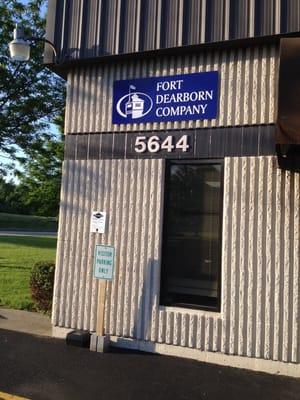 FORT
DEARBORN
COMPANY
5644
VISITOR
PARKING
ONLY